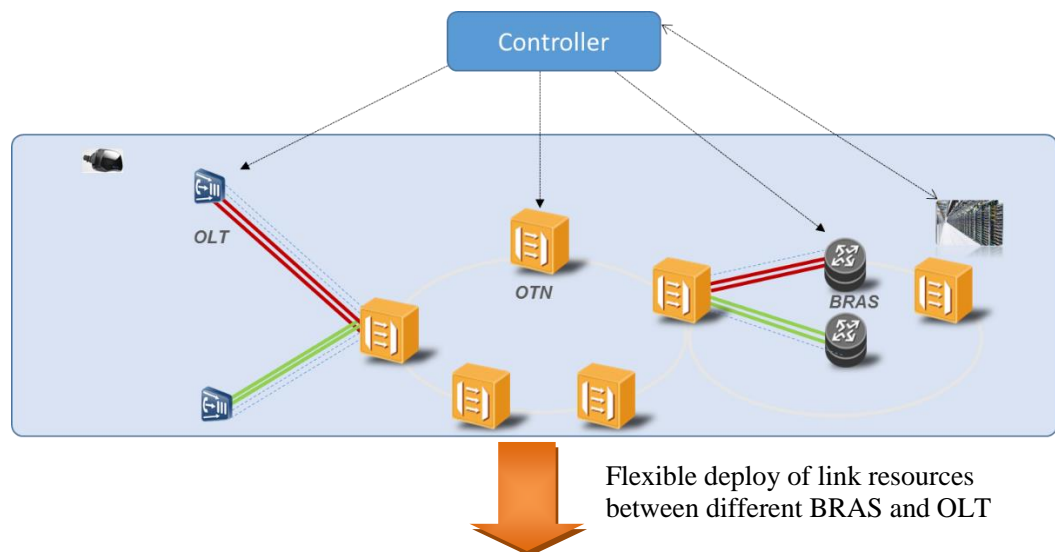 Controller
OLT
OTN
BRAS
Flexible deploy of link resources
between different BRAS and OLT